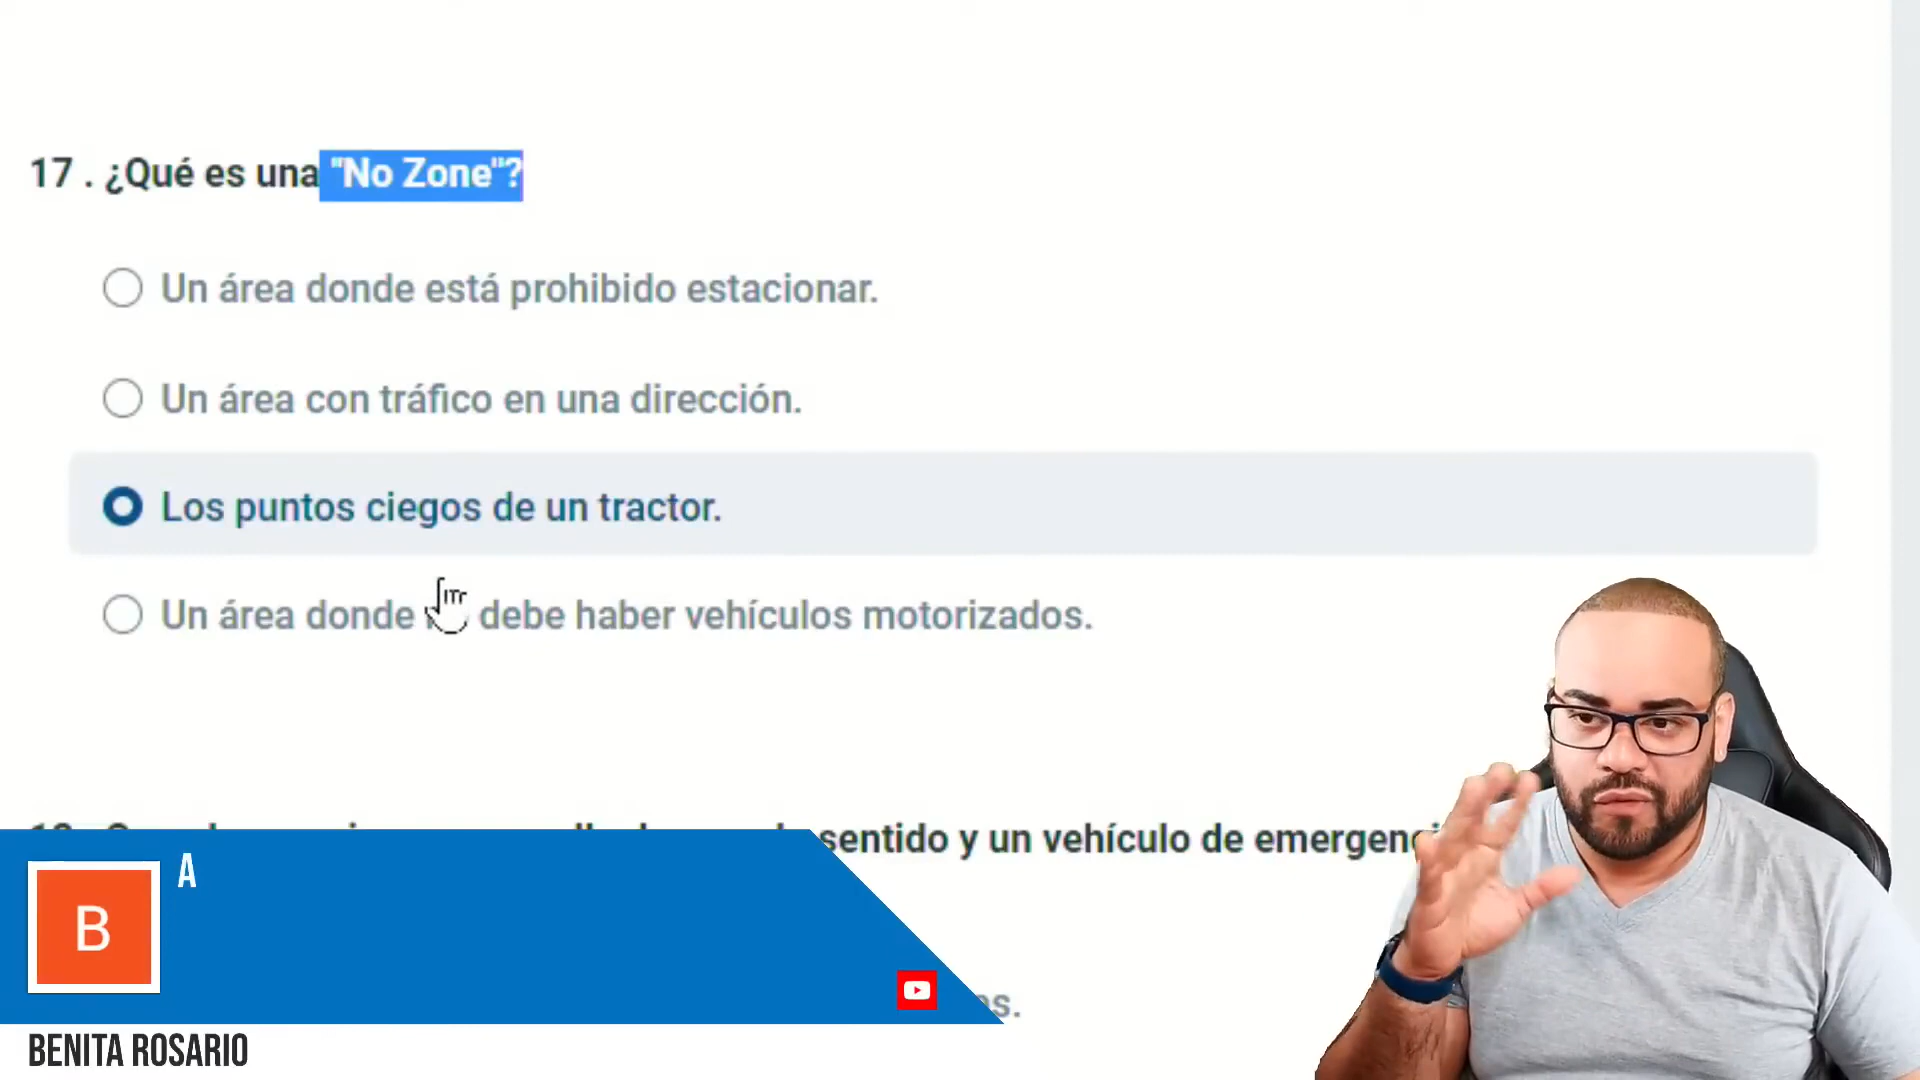 17 . ¿Qué es una "No Zone"?
Un área donde está prohibido estacionar.
Un área con tráfico en una dirección.
Los puntos ciegos de un tractor.
Un área donde debe haber vehículos motorizados.
sentido y un vehículo de
A
B
BENITA ROSARIO